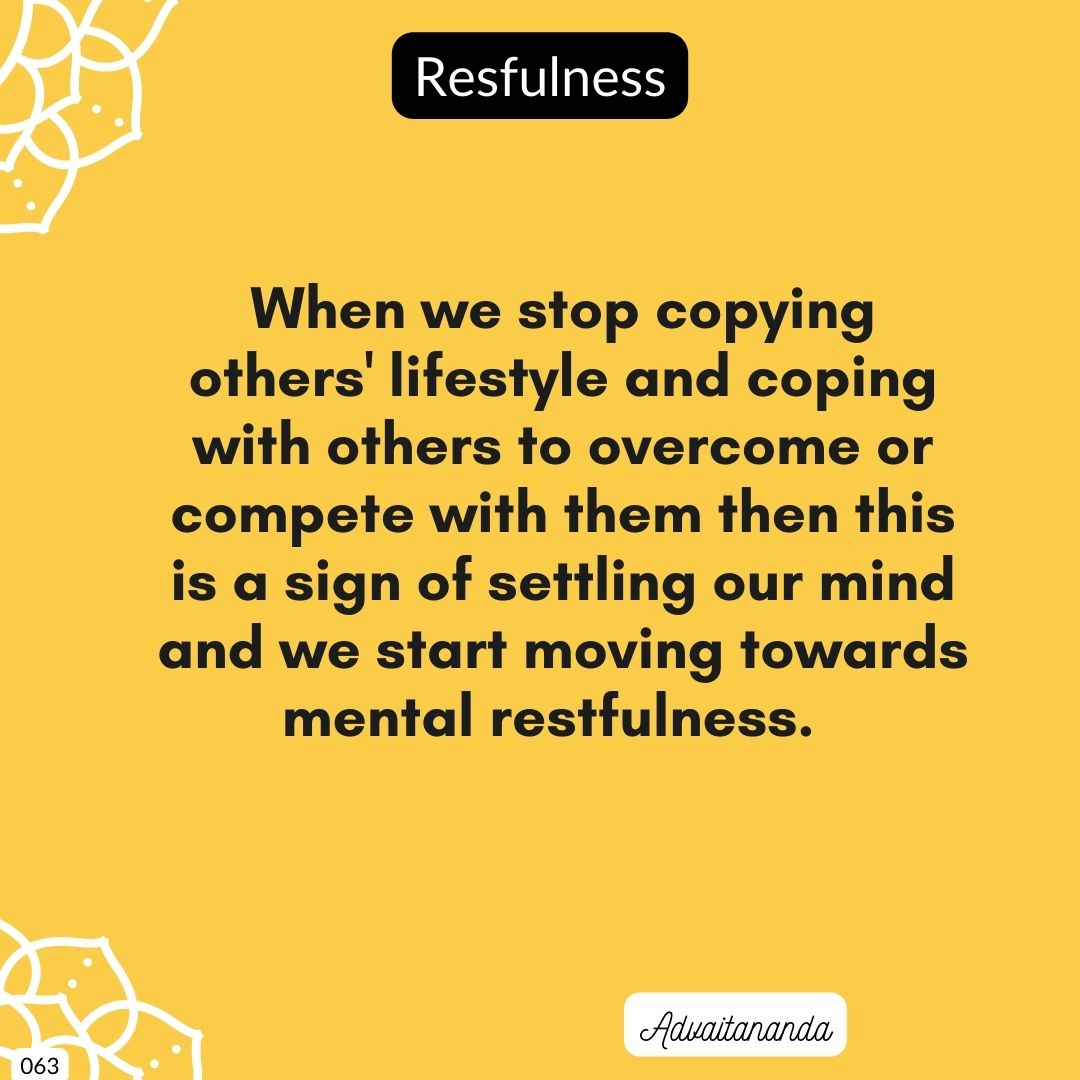 Resfulness
When we stop copying
others' lifestyle and coping
with others to overcome or
compete with them then this
is a sign of settling our mind
and we start moving towards
mental restfulness.
Advaitananda
063